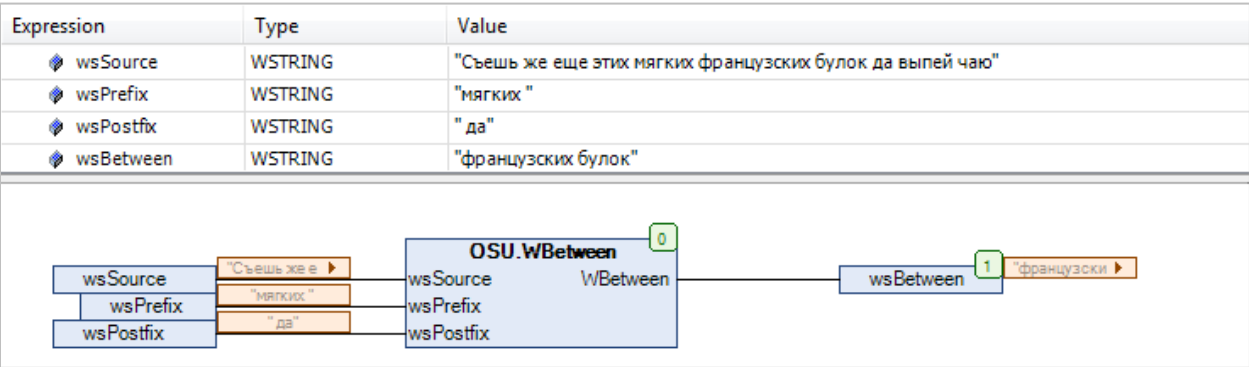 Expression Type Value
wsSource WSTRING "Съешь же еще этих мягких французских булок да выпей чаю"
wsPrefix WSTRING "мягких "
wsPostfix WSTRING " да"
wsBetween WSTRING "французских булок"
0
OSU.WBetween
wsSource "Съешь же е wsSource WBetween wsBetween 1 "французски
wsPrefix "мягких " wsPrefix
wsPostfix " да" wsPostfix